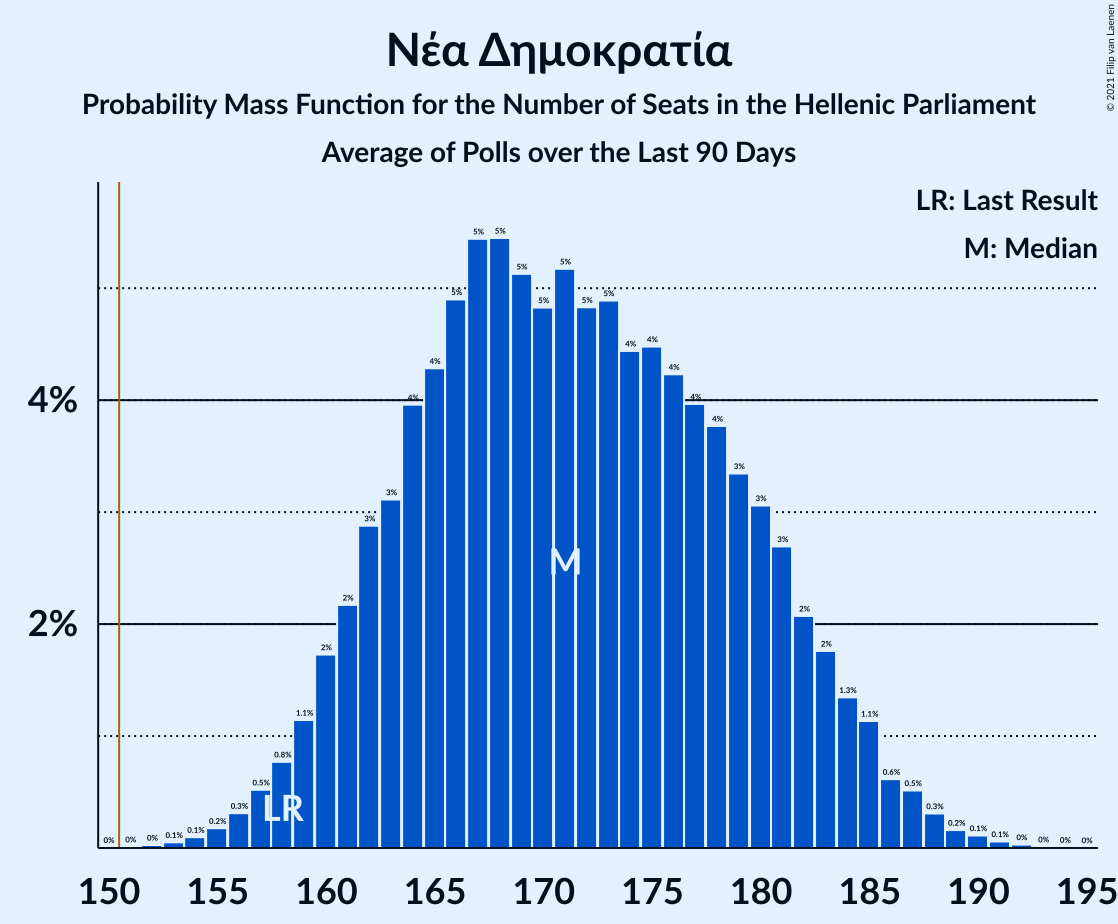 Νέα Δημοκρατία
Probability Mass Function for the Number of Seats in the Hellenic Parliament
Average of Polls over the Last 90 Days
© 2021 Filip van Laenen
LR: Last Result
M: Median
4%
2%
0% 0% 0% 0.1% 0.1% 0.2% 0.3% 0.5% 0.8% 1.1% 2% 2% 3% 3% 4% 4% 5% 5% 5% 5% 5% 5% 5% 5% 4% 4% 4% 4% 4% 3% 3% 3% 2% 2% 1.3% 1.1% 0.6% 0.5% 0.3% 0.2% 0.1% 0.1% 0% 0% 0% 0%
M
LR
150 155 160 165 170 175 180 185 190 195